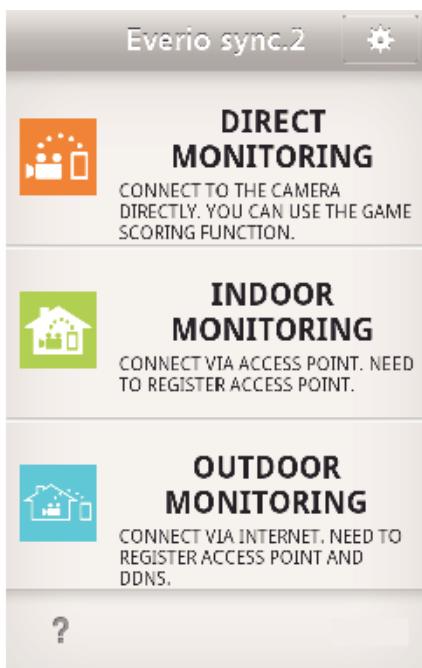 Everio sync.2
DIRECT
MONITORING
CONNECT TO THE CAMERA
DIRECTLY. YOU CAN USE THE GAME
SCORING FUNCTION.
INDOOR
MONITORING
CONNECT VIA ACCESS POINT. NEED
TO REGISTER ACCESS POINT.
OUTDOOR
MONITORING
CONNECT VIA INTERNET. NEED TO
REGISTER ACCESS POINT AND
DDNS.
?